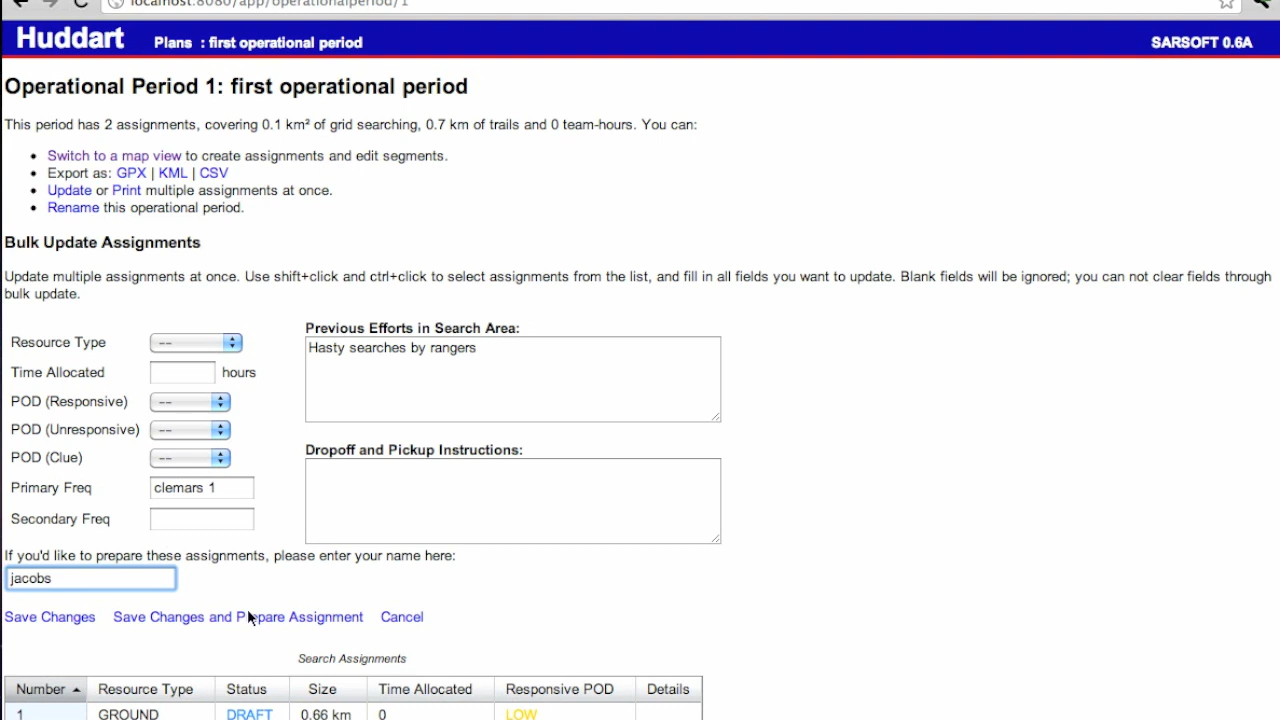 localhost:8080/app/operationalperiod/1
Huddart Plans : first operational period SARSOFT 0.6A
Operational Period 1: first operational period
This period has 2 assignments, covering 0.1 km² of grid searching, 0.7 km of trails and 0 team-hours. You can:
Switch to a map view to create assignments and edit segments.
Export as: GPX | KML | CSV
Update or Print multiple assignments at once.
Rename this operational period.
Bulk Update Assignments
Update multiple assignments at once. Use shift+click and ctrl+click to select assignments from the list, and fill in all fields you want to update. Blank fields will be ignored; you can not clear fields through
bulk update.
Resource Type --
Time Allocated hours
POD (Responsive) --
POD (Unresponsive) --
POD (Clue) --
Primary Freq clemars 1
Secondary Freq
Previous Efforts in Search Area:
Hasty searches by rangers
Dropoff and Pickup Instructions:
If you'd like to prepare these assignments, please enter your name here:
jacobs
Save Changes Save Changes and Prepare Assignment Cancel
Search Assignments
Number Resource Type Status Size Time Allocated Responsive POD Details
1 GROUND DRAFT 0.66 km 0 LOW